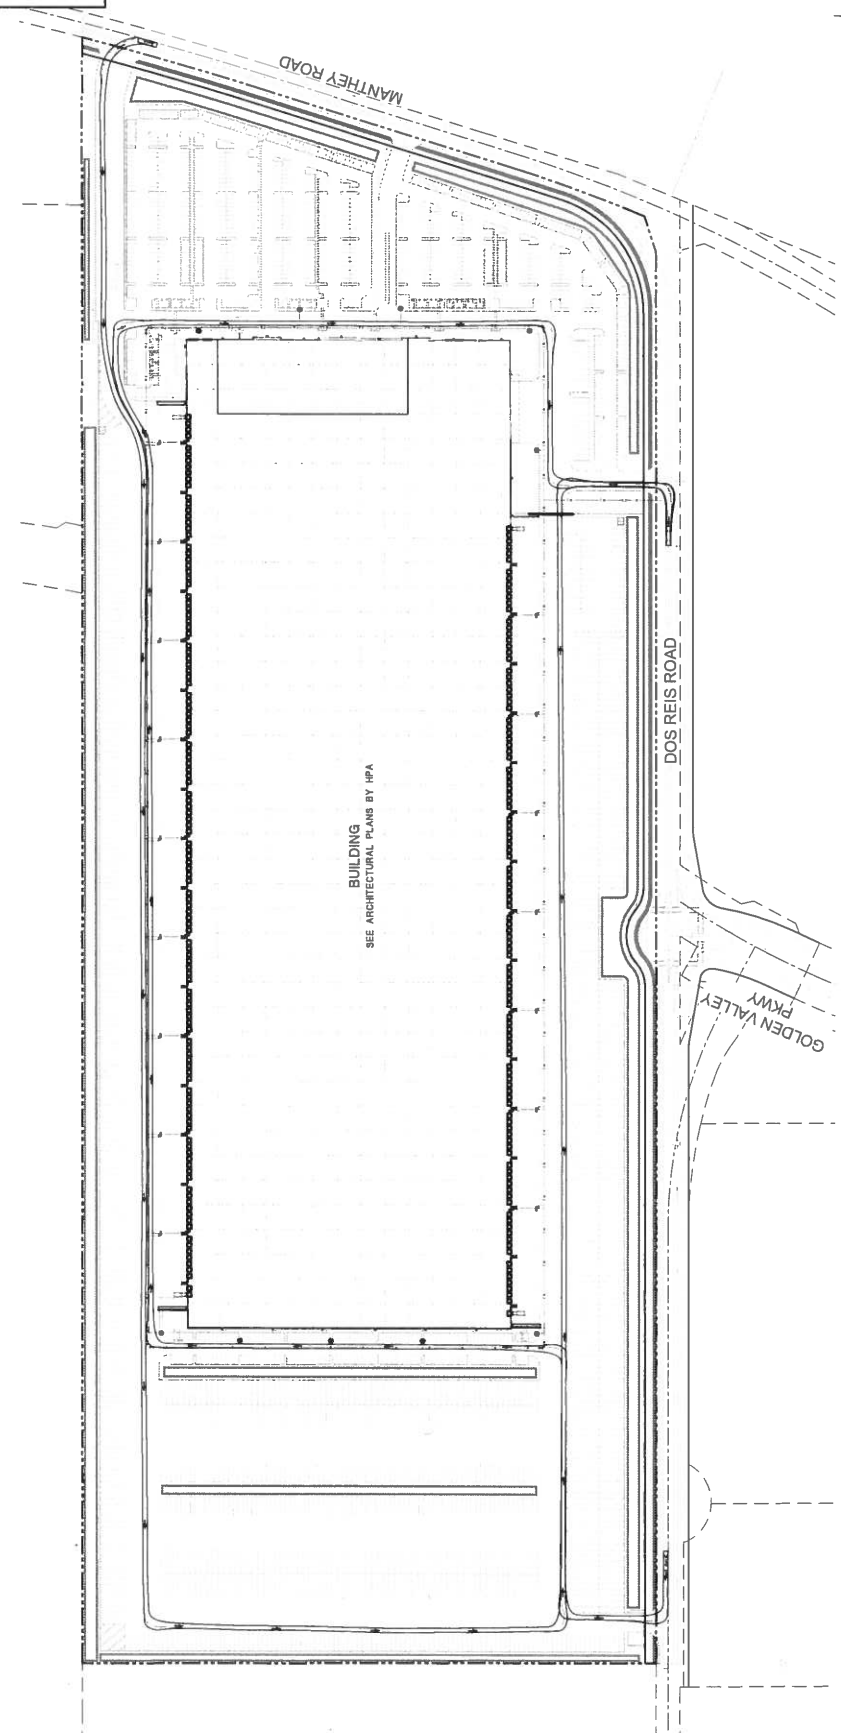 MANTHEY ROAD
DOS REIS ROAD
BUILDING
SEE ARCHITECTURAL PLANS BY HPA
GOLDEN VALLEY
PKWY